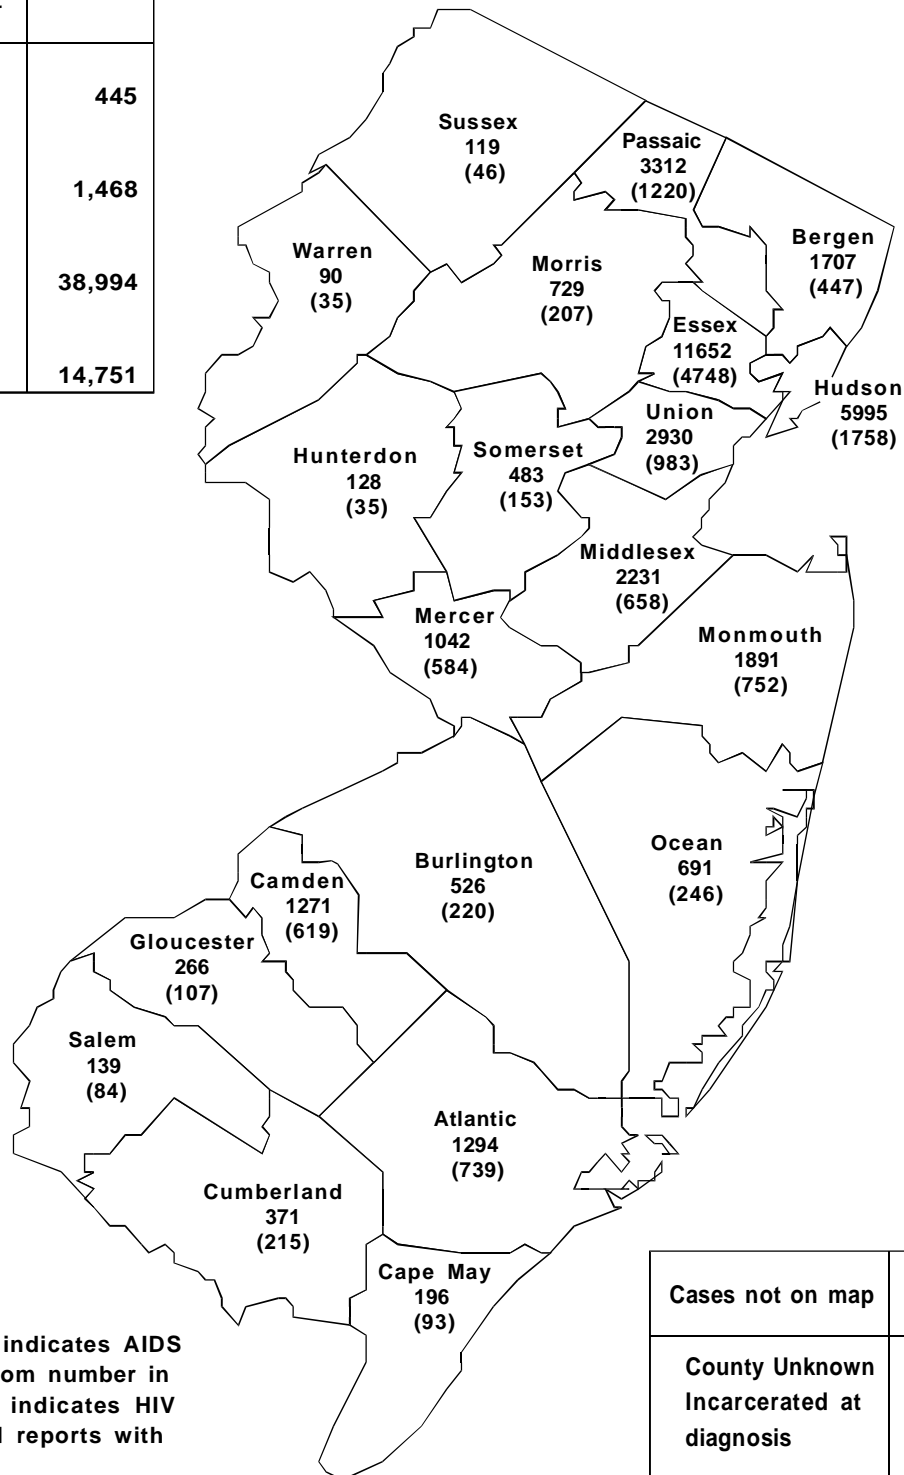 445
1,468
38,994
14,751
Sussex
119
(46)
Passaic
3312
(1220)
Bergen
1707
(447)
Warren
90
(35)
Morris
729
(207)
Essex
11652
(4748)
Hudson
5995
(1758)
Union
2930
(983)
Hunterdon
128
(35)
Somerset
483
(153)
Middlesex
2231
(658)
Mercer
1042
(584)
Monmouth
1891
(752)
Ocean
691
(246)
Burlington
526
(220)
Camden
1271
(619)
Gloucester
266
(107)
Salem
139
(84)
Atlantic
1294
(739)
Cumberland
371
(215)
Cape May
196
(93)
indicates AIDS
om number in
indicates HIV
reports with
Cases not on map
County Unknown
Incarcerated at
diagnosis